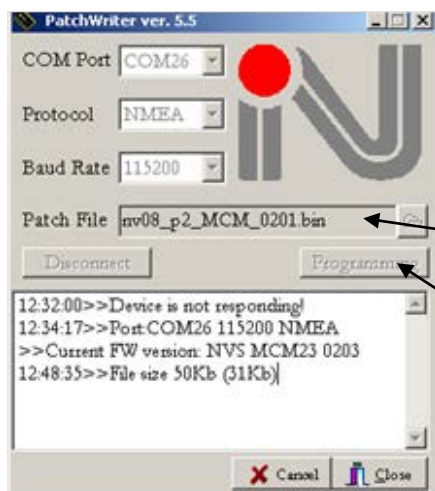 PatchWriter ver. 5.5
COM Port COM26
Protocol NMEA
Baud Rate 115200
Patch File nv08_p2_MCM_0201.bin
Disconnect Programming
12:32:00>>Device is not responding!
12:34:17>>Port:COM26 115200 NMEA
>>Current FW version: NVS MCM23 0203
12:48:35>>File size 50Kb (31Kb)
Cancel Close